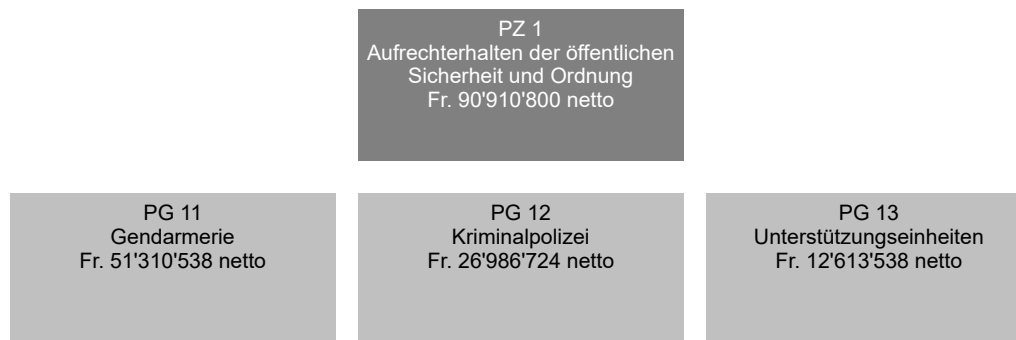 PZ 1
Aufrechterhalten der öffentlichen
Sicherheit und Ordnung
Fr. 90'910'800 netto
PG 11
Gendarmerie
Fr. 51'310'538 netto
PG 12
Kriminalpolizei
Fr. 26'986'724 netto
PG 13
Unterstützungseinheiten
Fr. 12'613'538 netto